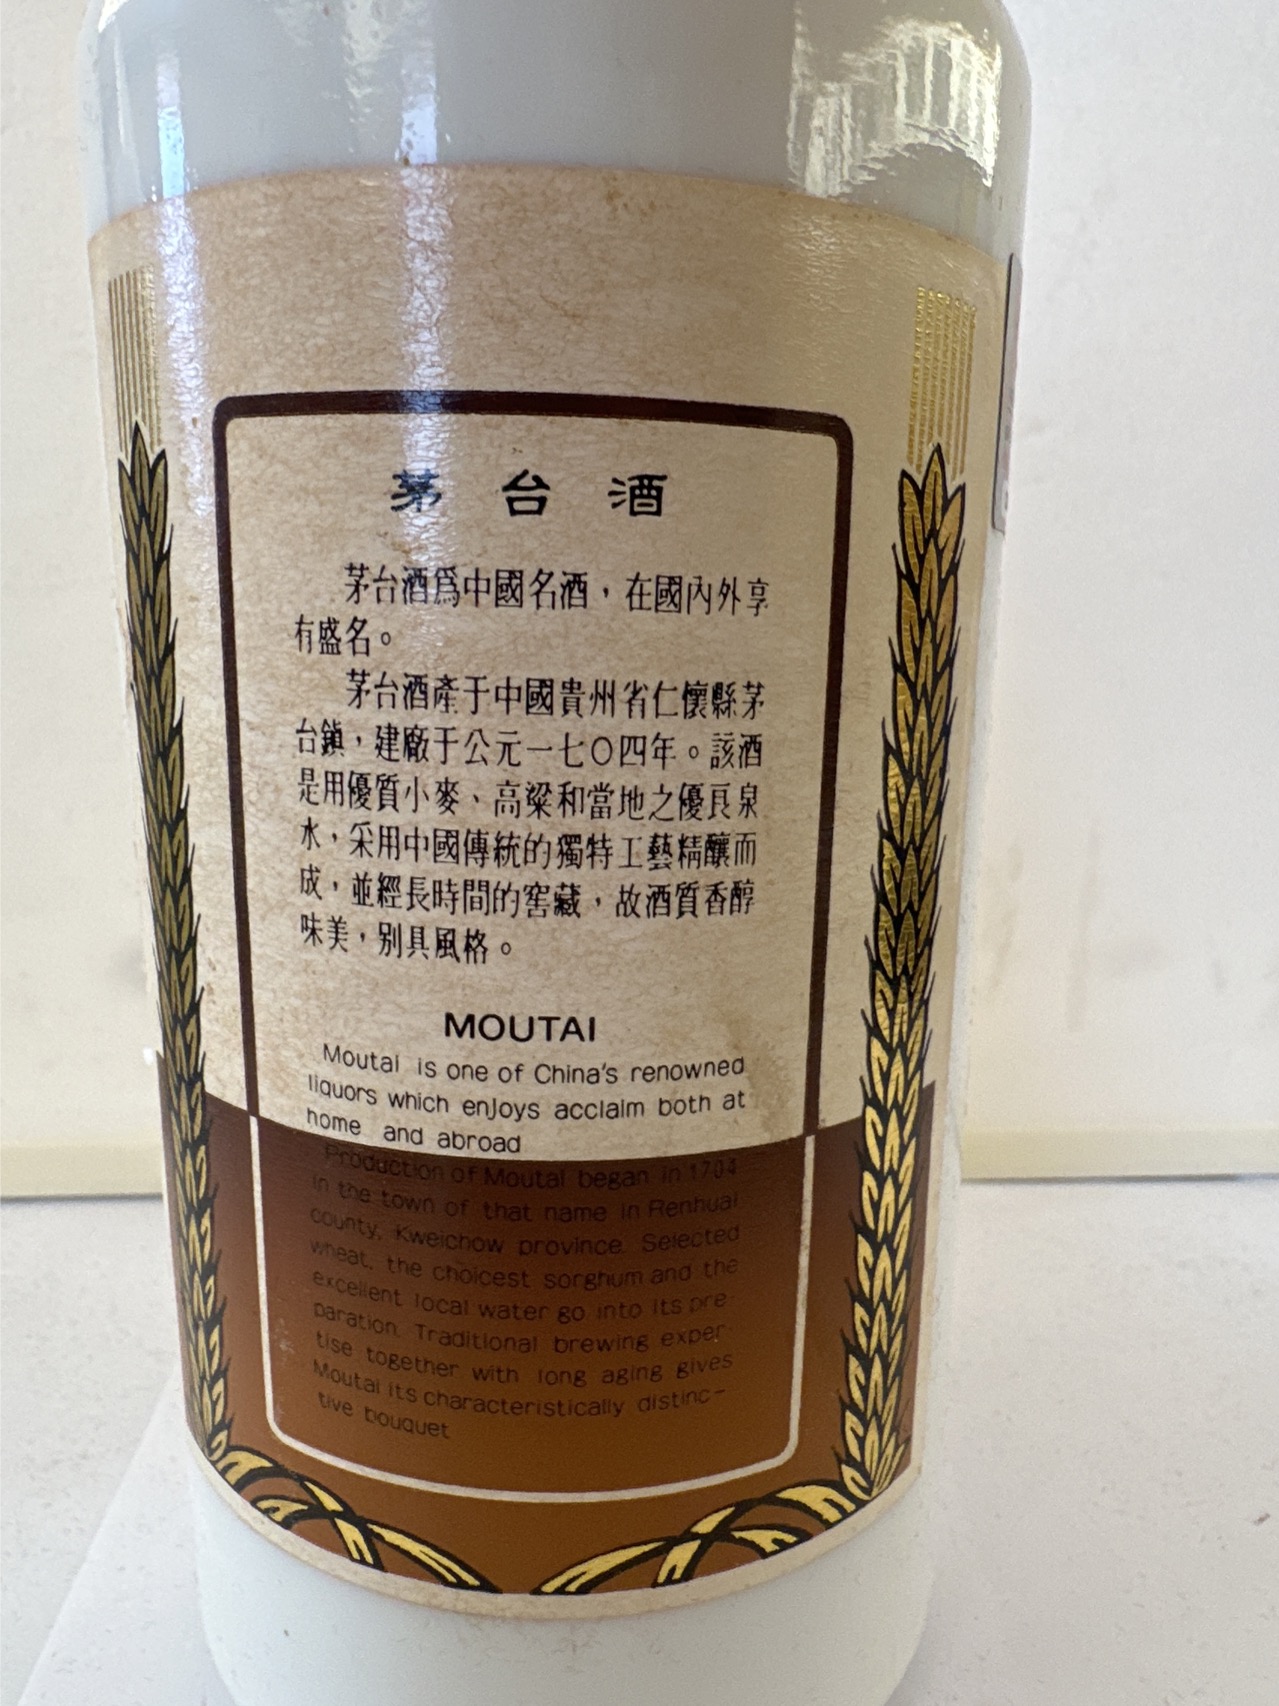 茅台酒
茅台酒爲中國名酒，在國內外享
有盛名。
茅台酒產于中國貴州省仁懷縣茅
台鎮，建廠于公元一七〇四年。該酒
是用優質小麥、高粱和當地之優良泉
水，采用中國傳統的獨特工藝精釀而
成，並經長時間的窖藏，故酒質香醇
味美，别具風格。
MOUTAI
Moutai is one of China's renowned
liquors which enjoys acclaim both at
home and abroad
Production of Moutai began in 1704
in the town of that name in Renhuai
county, Kweichow province. Selected
wheat, the choicest sorghum and the
excellent local water go into its pre-
paration. Traditional brewing exper-
tise together with long aging gives
Moutai its characteristically distinc-
tive bouquet